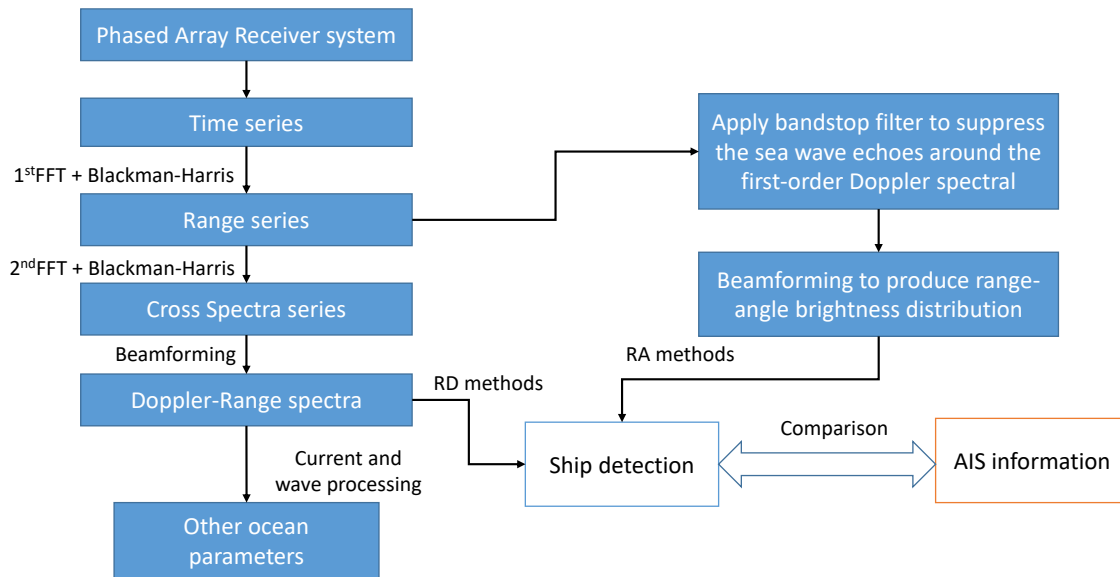 Phased Array Receiver system
Time series
1stFFT + Blackman-Harris
Range series
2ndFFT + Blackman-Harris
Cross Spectra series
Beamforming
Doppler-Range spectra
Current and
wave processing
Other ocean
parameters
RD methods
Apply bandstop filter to suppress
the sea wave echoes around the
first-order Doppler spectral
Beamforming to produce range-
angle brightness distribution
RA methods
Ship detection
Comparison
AIS information